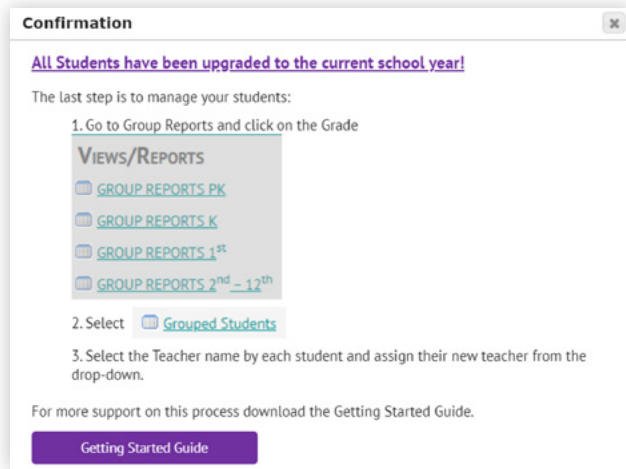 Confirmation
All Students have been upgraded to the current school year!
The last step is to manage your students:
1. Go to Group Reports and click on the Grade
VIEWS/REPORTS
GROUP REPORTS PK
GROUP REPORTS K
GROUP REPORTS 1st
GROUP REPORTS 2nd – 12th
2. Select Grouped Students
3. Select the Teacher name by each student and assign their new teacher from the
drop-down.
For more support on this process download the Getting Started Guide.
Getting Started Guide